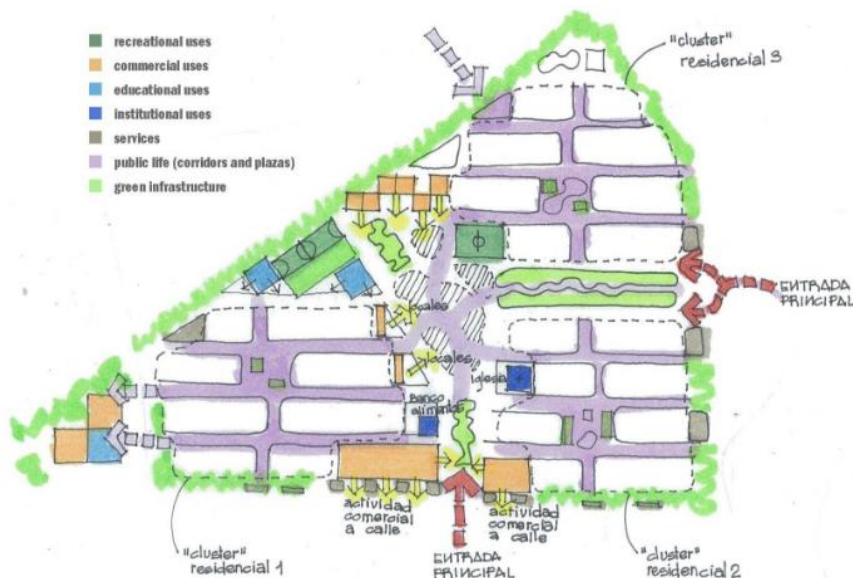 recreational uses
commercial uses
educational uses
institutional uses
services
public life (corridors and plazas)
green infrastructure
"cluster"
residencial 3
ENTRADA
PRINCIPAL
locales
locales
Iglesia
Banco
alimentos
actividad
comercial
a calle
actividad
comercial
a calle
ENTRADA
PRINCIPAL
"cluster"
residencial 1
"cluster"
residencial 2